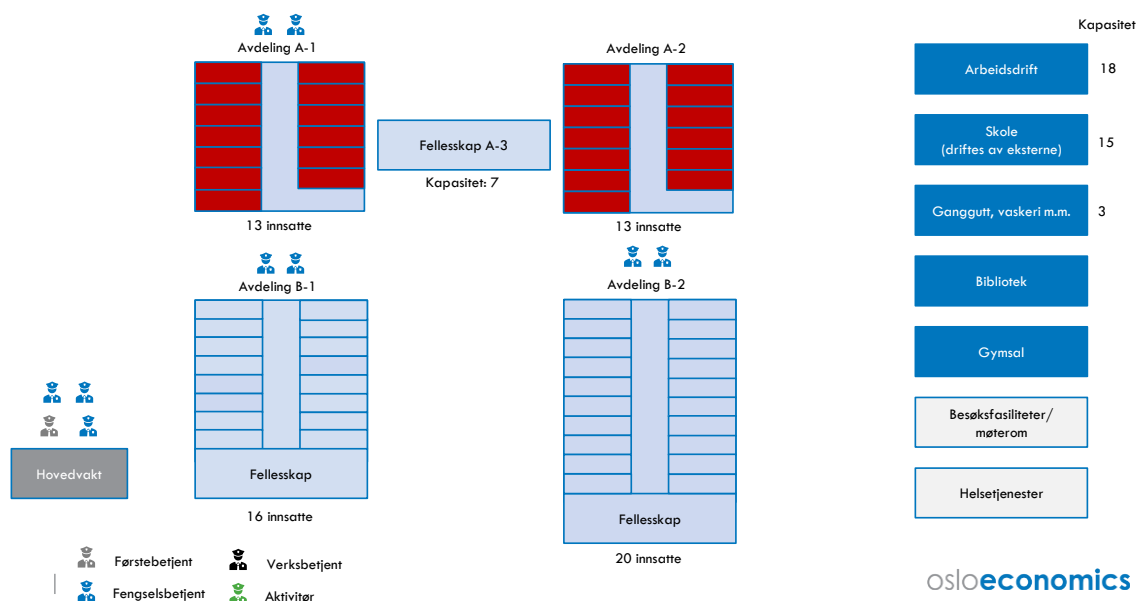 Kapasitet
Avdeling A-1
Avdeling A-2
Arbeidsdrift
18
Fellesskap A-3
Kapasitet: 7
Skole
(driftes av eksterne)
15
13 innsatte
13 innsatte
Ganggutt, vaskeri m.m.
3
Avdeling B-1
Avdeling B-2
Bibliotek
Gymsal
Besøksfasiliteter/
møterom
Hovedvakt
Fellesskap
16 innsatte
Fellesskap
20 innsatte
Helsetjenester
Førstebetjent
Verksbetjent
Fengselsbetjent
Aktivitør
osloeconomics